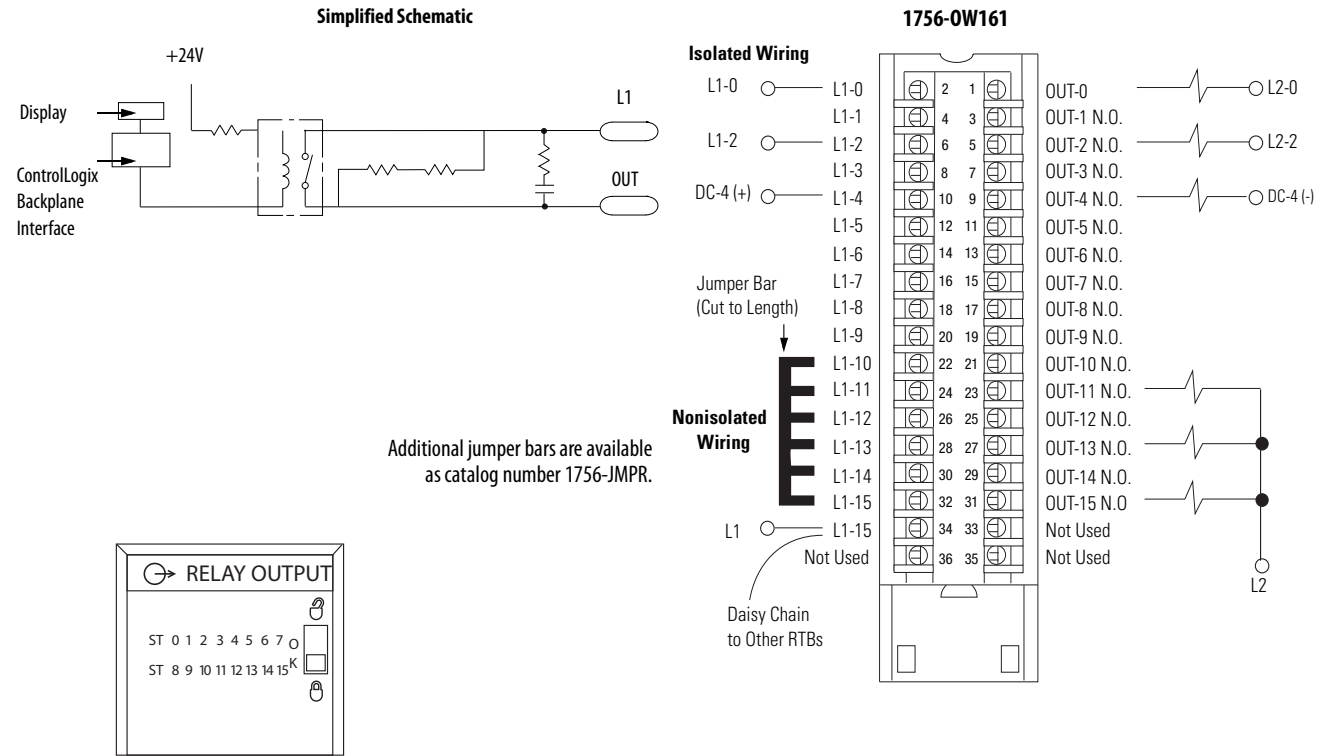 Simplified Schematic
+24V
Display
ControlLogix
Backplane
Interface
L1
OUT
1756-OW16I
Isolated Wiring
L1-0 L1-0 2 1 OUT-0 L2-0
L1-1 4 3 OUT-1 N.O.
L1-2 L1-2 6 5 OUT-2 N.O. L2-2
L1-3 8 7 OUT-3 N.O.
DC-4 (+) L1-4 10 9 OUT-4 N.O. DC-4 (-)
L1-5 12 11 OUT-5 N.O.
L1-6 14 13 OUT-6 N.O.
L1-7 16 15 OUT-7 N.O.
L1-8 18 17 OUT-8 N.O.
L1-9 20 19 OUT-9 N.O.
L1-10 22 21 OUT-10 N.O.
L1-11 24 23 OUT-11 N.O.
L1-12 26 25 OUT-12 N.O.
L1-13 28 27 OUT-13 N.O.
L1-14 30 29 OUT-14 N.O.
L1-15 32 31 OUT-15 N.O
L1 L1-15 34 33 Not Used
Not Used 36 35 Not Used
L2
Jumper Bar
(Cut to Length)
Nonisolated
Wiring
Daisy Chain
to Other RTBs
Additional jumper bars are available
as catalog number 1756-JMPR.
RELAY OUTPUT
ST 0 1 2 3 4 5 6 7 O
ST 8 9 10 11 12 13 14 15 K